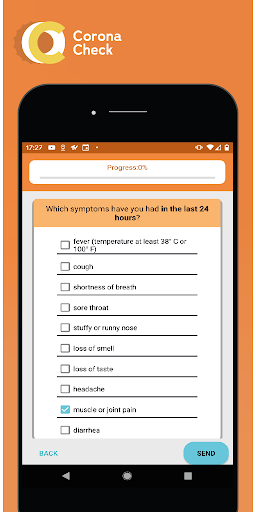 Corona
Check
17:27
Progress:0%
Which symptoms have you had in the last 24
hours?
fever (temperature at least 38° C or
100° F)
cough
shortness of breath
sore throat
stuffy or runny nose
loss of smell
loss of taste
headache
muscle or joint pain
diarrhea
BACK
SEND